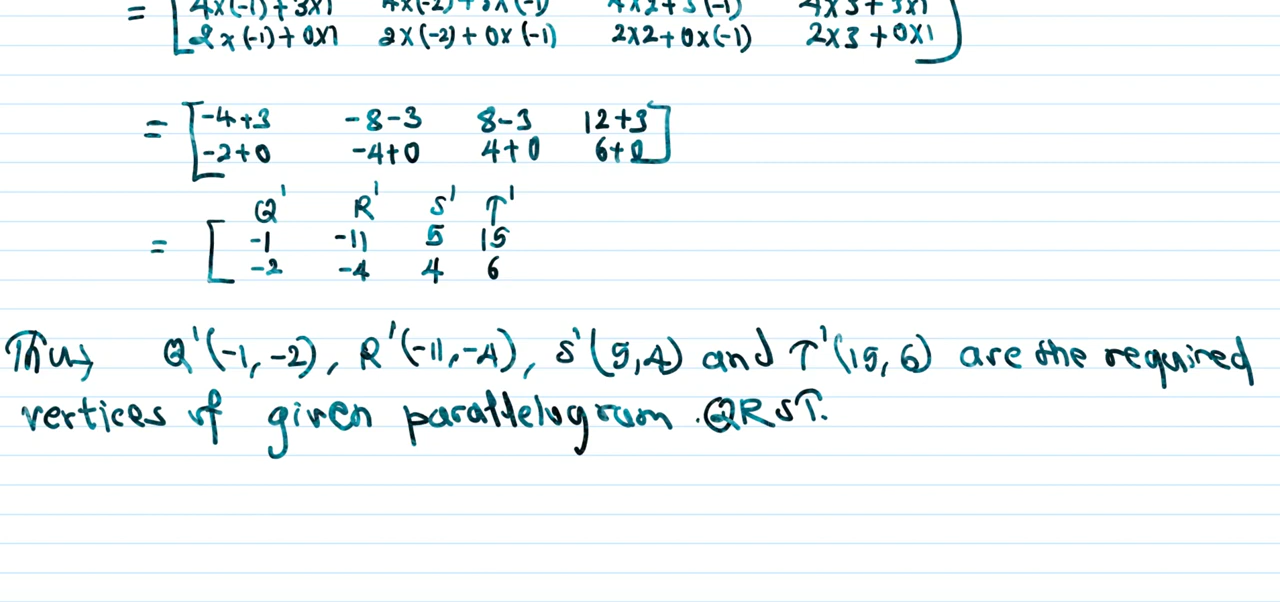 = [4x(-1)+3x1 4x(-2)+3x(-1) 4x2+3(-1) 4x3+3x1
2x(-1)+0x1 2x(-2)+0x(-1) 2x2+0x(-1) 2x3+0x1]
= [-4+3 -8-3 8-3 12+3
-2+0 -4+0 4+0 6+0]
Q' R' S' T'
= [-1 -11 5 15
-2 -4 4 6
Thus Q'(-1,-2), R'(-11,-4), S'(5,4) and T'(15,6) are the required
vertices of given parallelogram QRST.